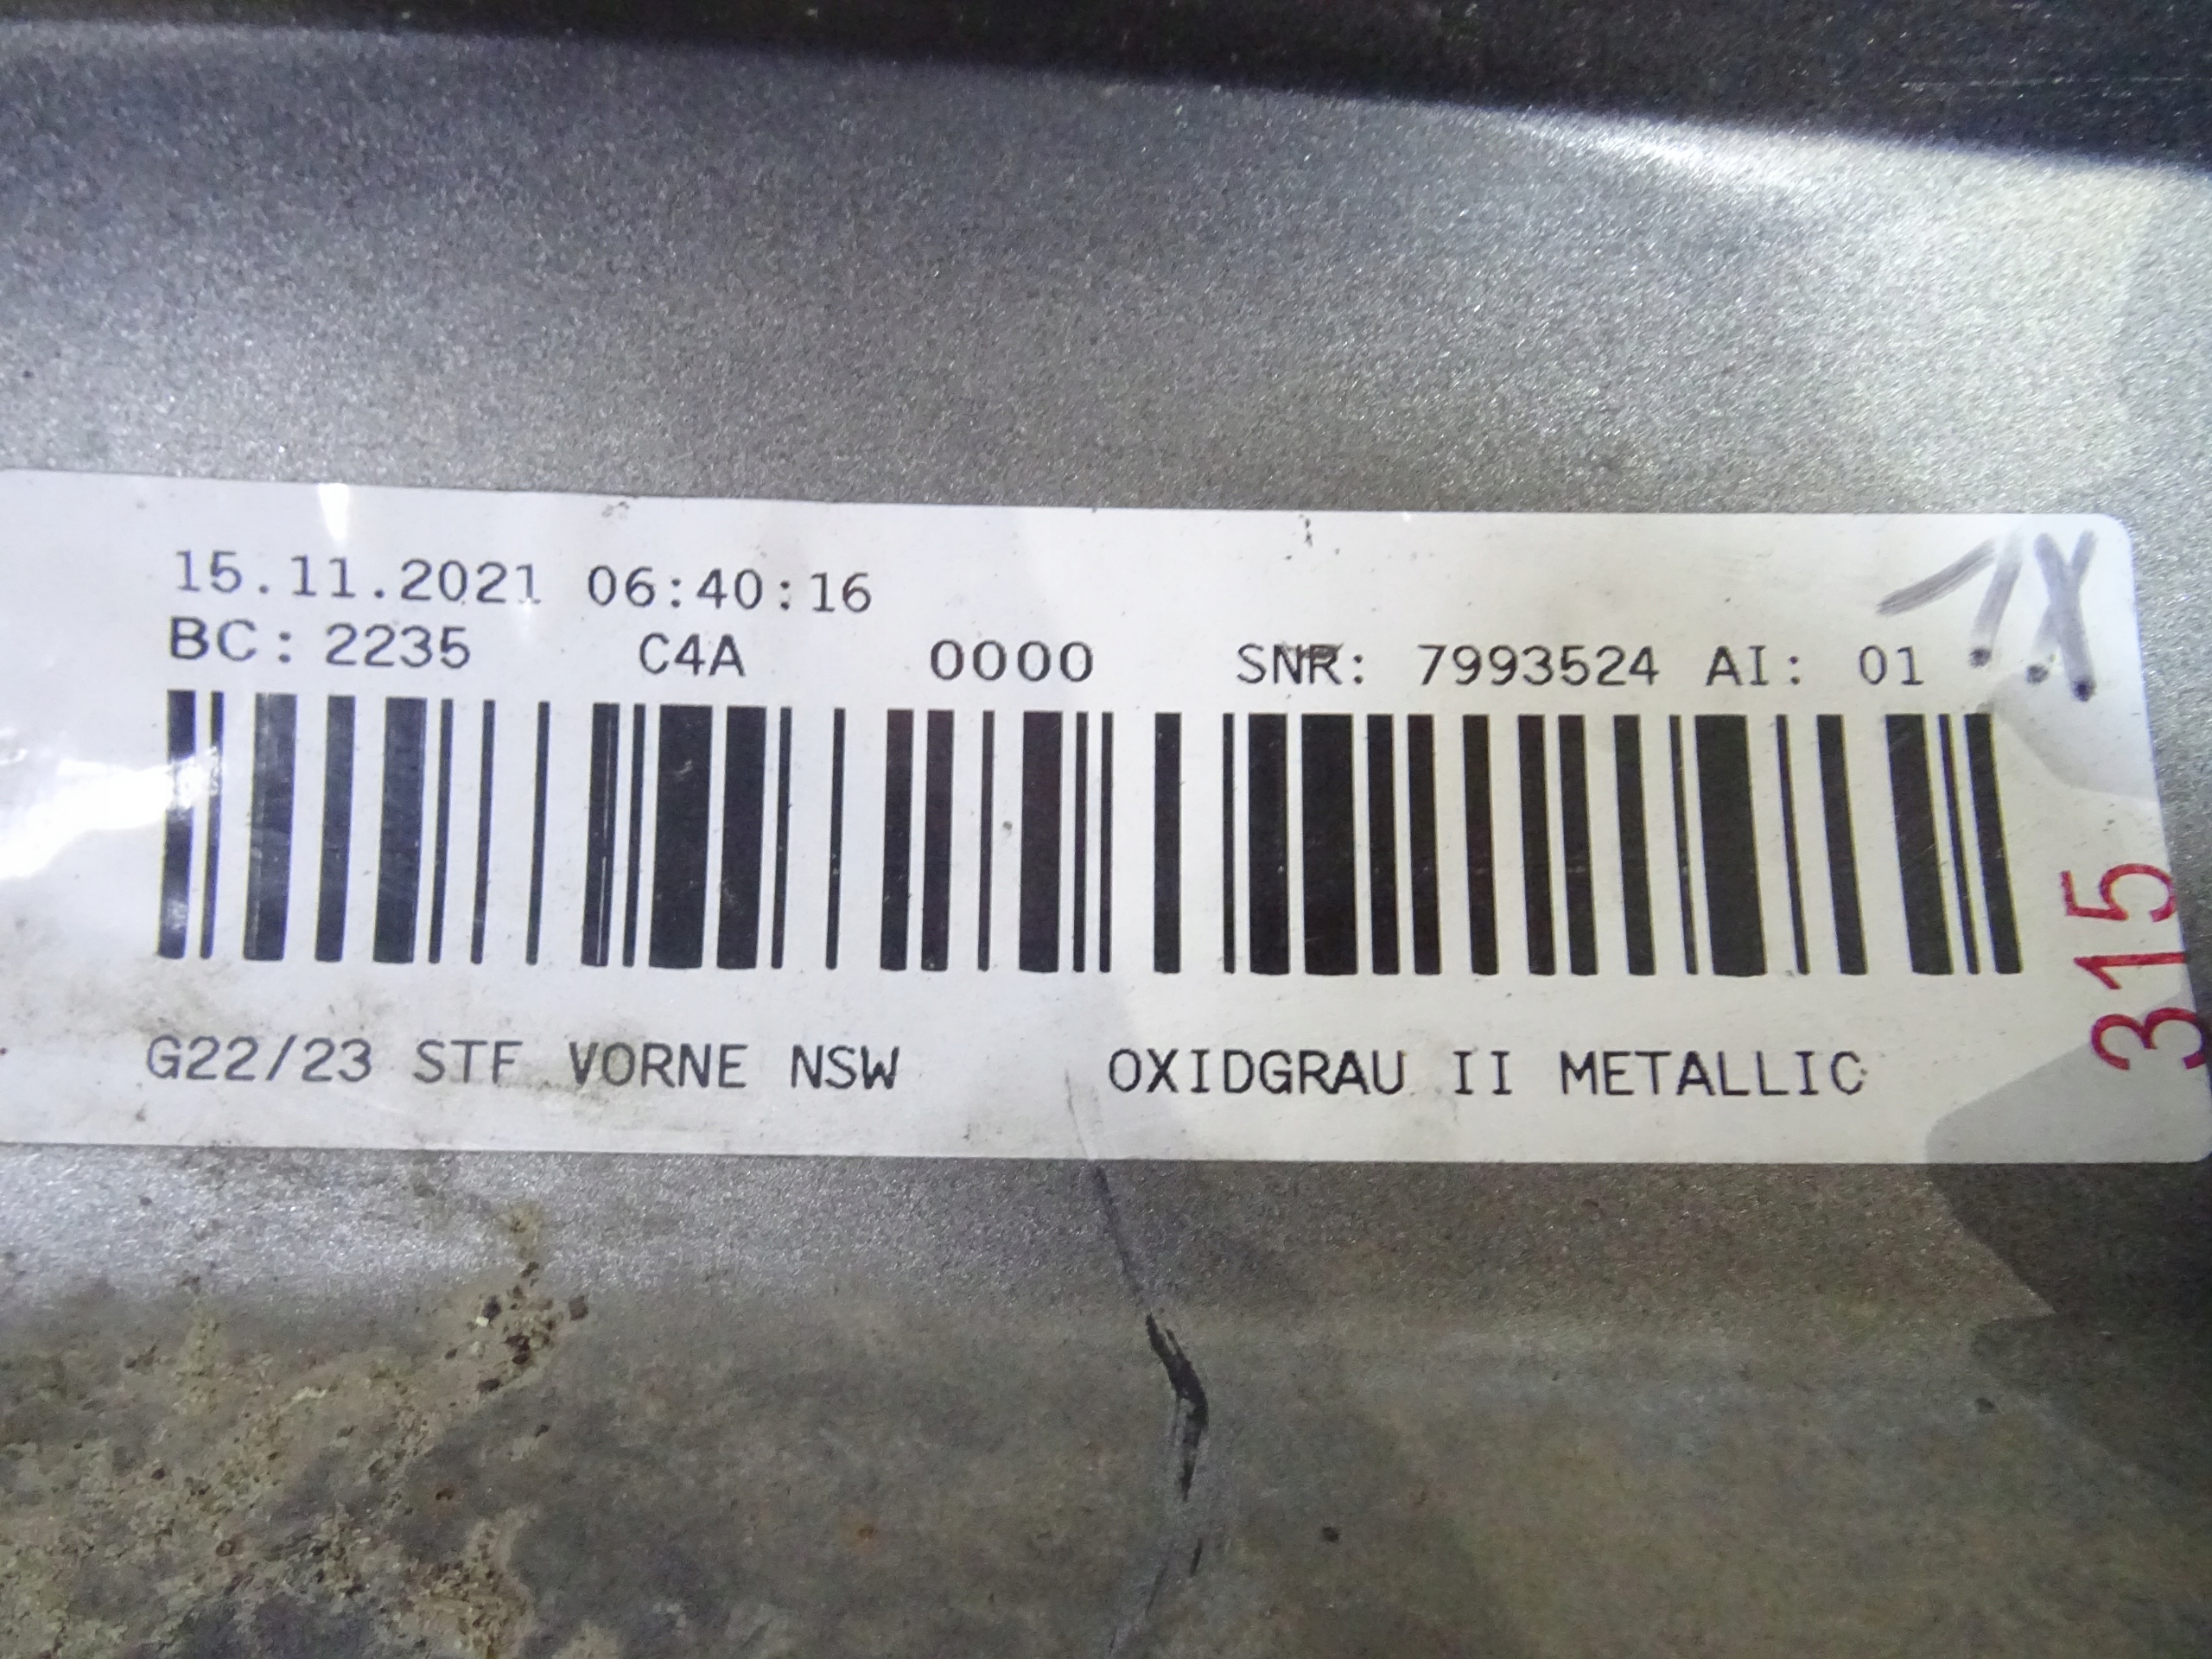 15.11.2021 06:40:16
BC: 2235 C4A 0000 SNR: 7993524 AI: 01
1X
G22/23 STF VORNE NSW OXIDGRAU II METALLIC
315